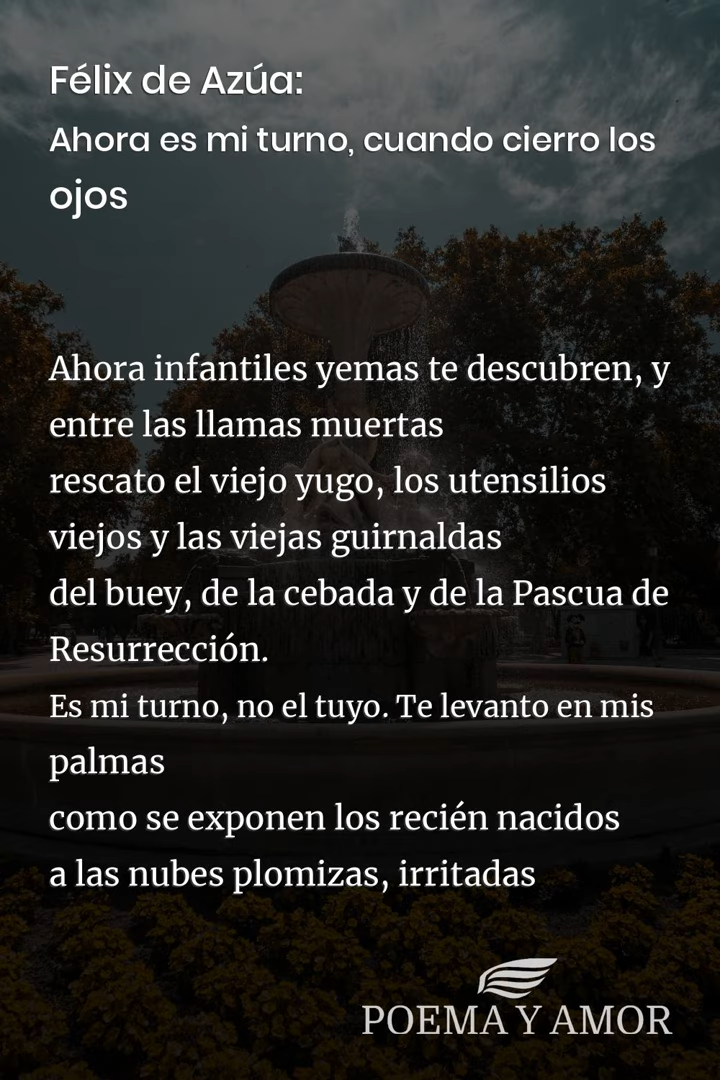 Félix de Azúa:
Ahora es mi turno, cuando cierro los
ojos
Ahora infantiles yemas te descubren, y
entre las llamas muertas
rescato el viejo yugo, los utensilios
viejos y las viejas guirnaldas
del buey, de la cebada y de la Pascua de
Resurrección.
Es mi turno, no el tuyo. Te levanto en mis
palmas
como se exponen los recién nacidos
a las nubes plomizas, irritadas
POEMA Y AMOR